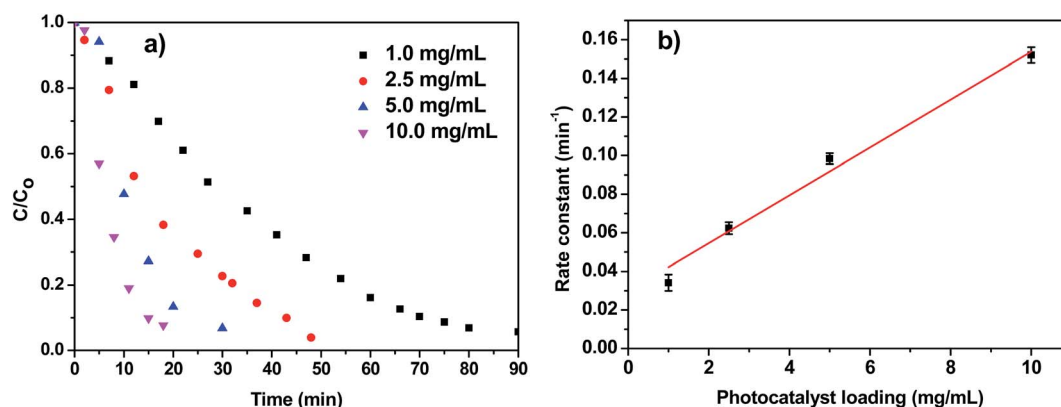 a)
1.0 mg/mL
2.5 mg/mL
5.0 mg/mL
10.0 mg/mL
1.0
0.8
0.6
0.4
0.2
0.0
C/Co
0 10 20 30 40 50 60 70 80 90
Time (min)
b)
0.16
0.14
0.12
0.10
0.08
0.06
0.04
0.02
0.00
Rate constant (min⁻¹)
0 2 4 6 8 10
Photocatalyst loading (mg/mL)